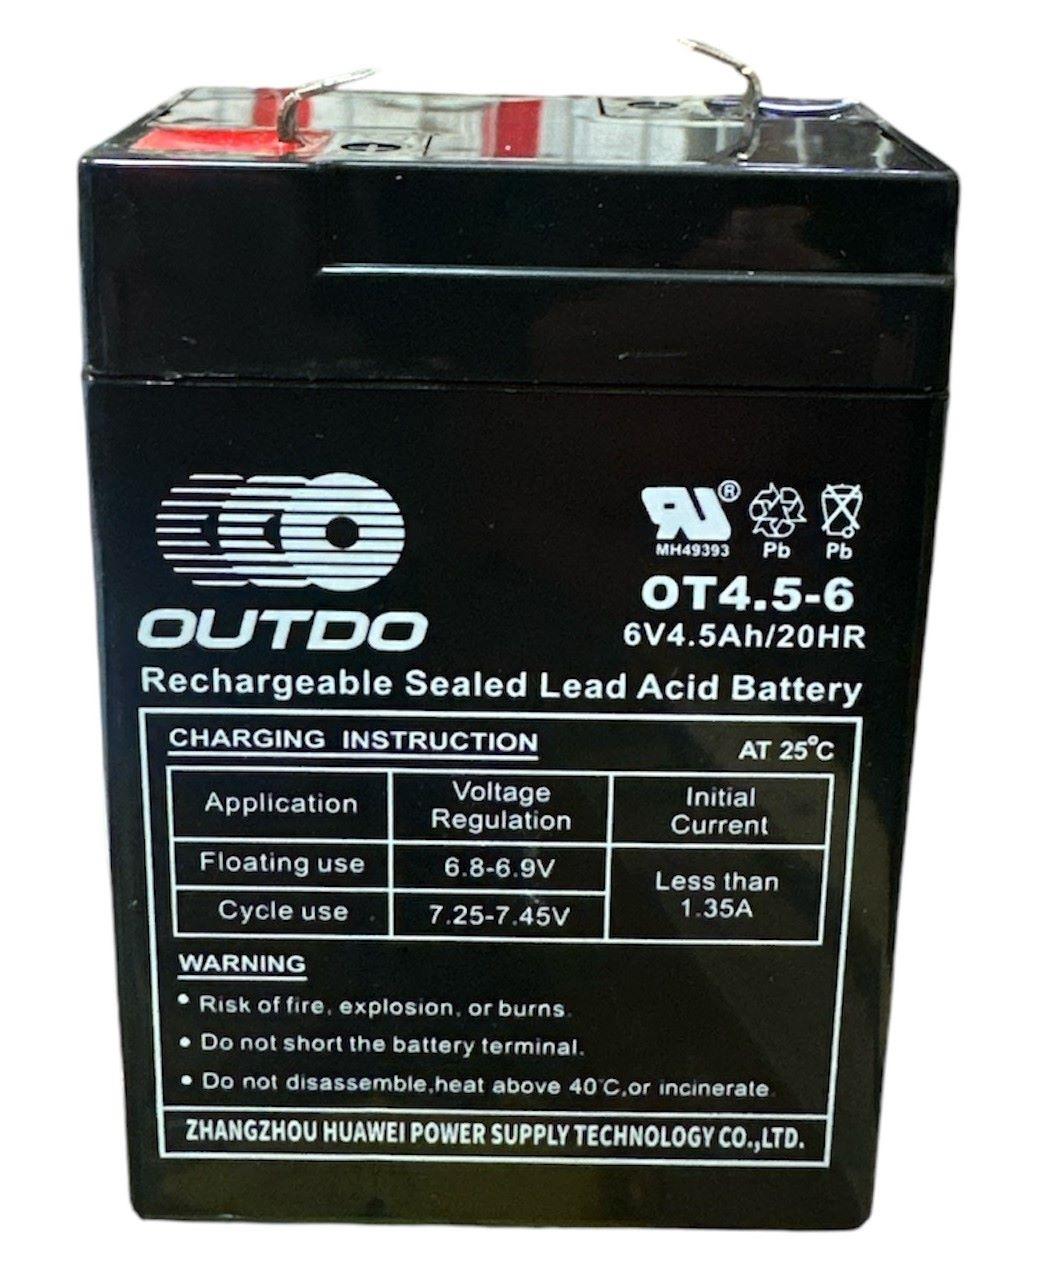 OUTDO
®
MH49393
Pb
Pb
OT4.5-6
6V4.5Ah/20HR
Rechargeable Sealed Lead Acid Battery
CHARGING INSTRUCTION
AT 25°C
Application
Voltage
Regulation
Initial
Current
Floating use
6.8-6.9V
Less than
1.35A
Cycle use
7.25-7.45V
WARNING
• Risk of fire, explosion, or burns.
• Do not short the battery terminal.
• Do not disassemble,heat above 40°C,or incinerate.
ZHANGZHOU HUAWEI POWER SUPPLY TECHNOLOGY CO.,LTD.